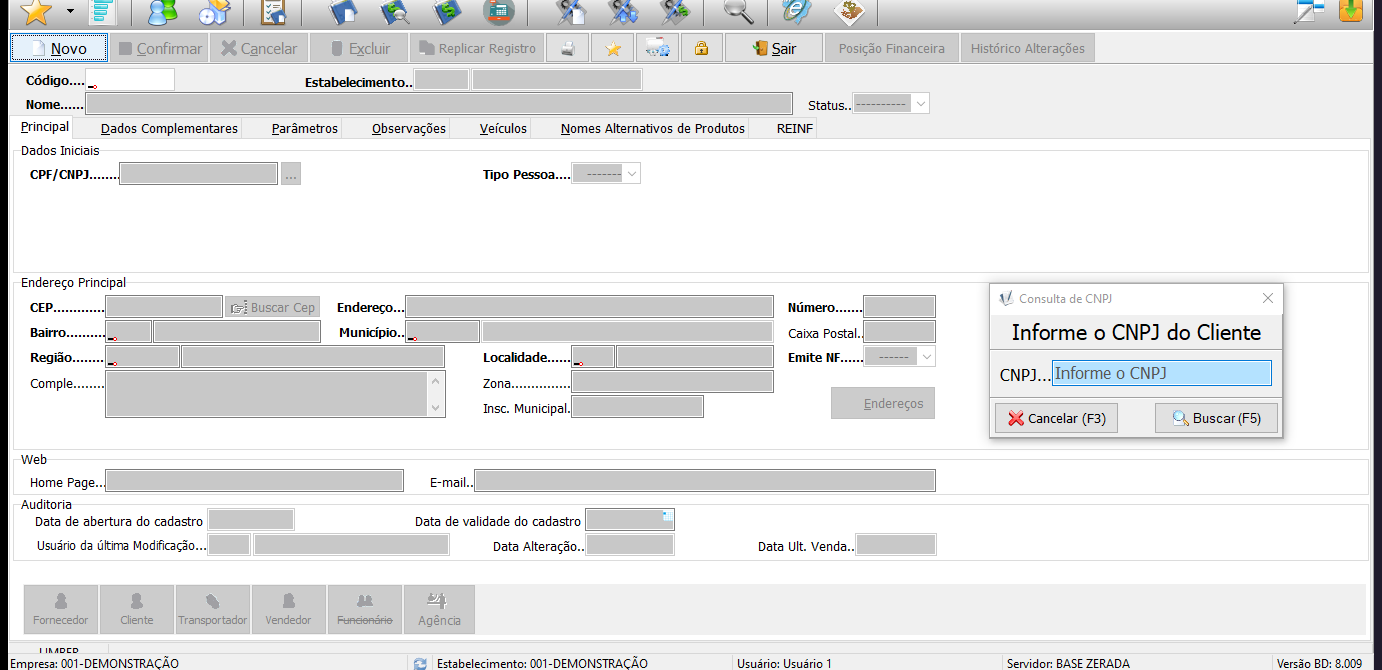 Novo Confirmar Cancelar Excluir Replicar Registro Sair Posição Financeira Histórico Alterações
Código.... Estabelecimento..
Nome...... Status.. ----------
Principal Dados Complementares Parâmetros Observações Veículos Nomes Alternativos de Produtos REINF
Dados Iniciais
CPF/CNPJ....... ... Tipo Pessoa.... -------
Endereço Principal
CEP............ Buscar Cep Endereço... Número.......
Bairro......... Município.. Caixa Postal.
Região........ Localidade... Emite NF...... ------
Comple........ Zona..............
Insc. Municipal. Endereços
Consulta de CNPJ
Informe o CNPJ do Cliente
CNPJ... Informe o CNPJ
Cancelar (F3) Buscar (F5)
Web
Home Page... E-mail..
Auditoria
Data de abertura do cadastro Data de validade do cadastro
Usuário da última Modificação... Data Alteração.. Data Ult. Venda..
Fornecedor Cliente Transportador Vendedor Funcionário Agência
LIMBER
Empresa: 001-DEMONSTRAÇÃO Estabelecimento: 001-DEMONSTRAÇÃO Usuário: Usuário 1 Servidor: BASE ZERADA Versão BD: 8.009